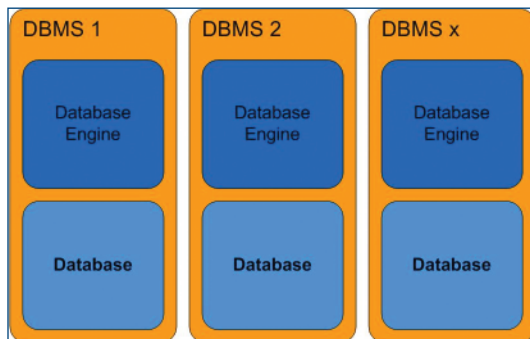 DBMS 1
Database
Engine
Database
DBMS 2
Database
Engine
Database
DBMS x
Database
Engine
Database